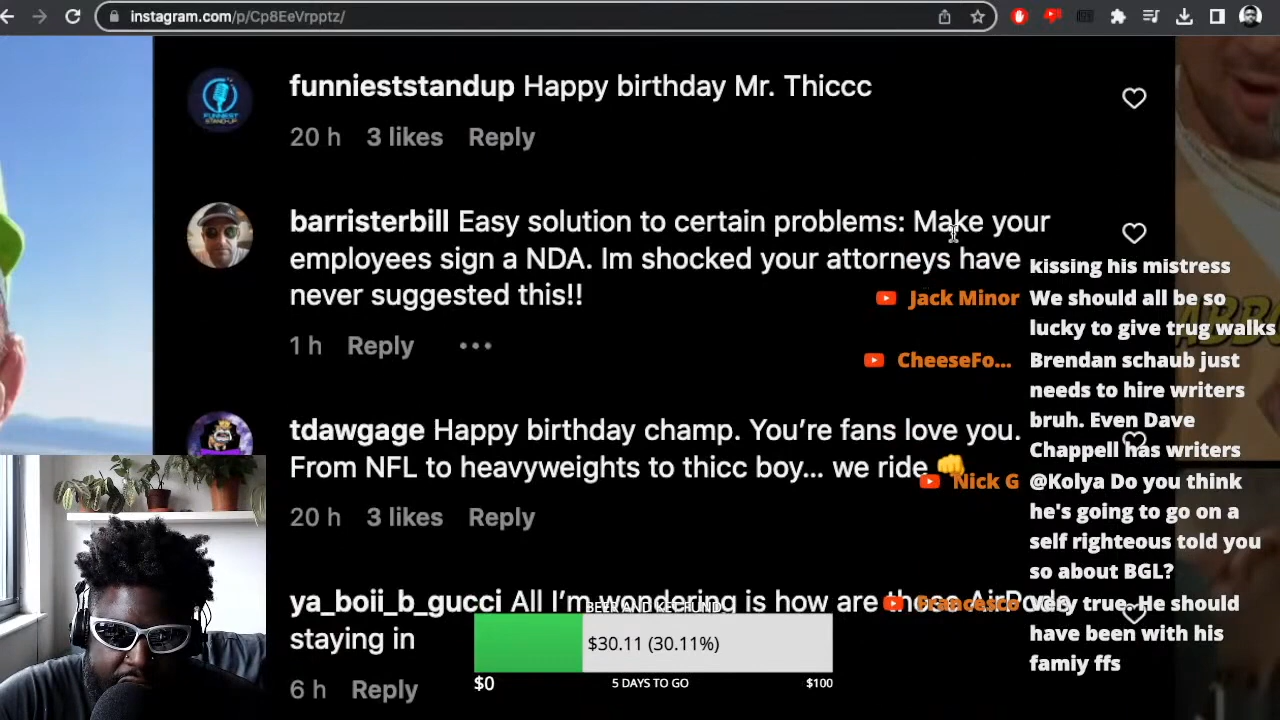 instagram.com/p/Cp8EeVrpptz/
funnieststandup Happy birthday Mr. Thiccc
20 h 3 likes Reply
barristerbill Easy solution to certain problems: Make your
employees sign a NDA. Im shocked your attorneys have
never suggested this!!
1 h Reply
tdawgage Happy birthday champ. You're fans love you.
From NFL to heavyweights to thicc boy... we ride 👊
20 h 3 likes Reply
ya_boii_b_gucci All I'm wondering is how are those AirPods
staying in
6 h Reply
kissing his mistress
Jack Minor We should all be so
lucky to give trug walks
CheeseFo... Brendan schaub just
needs to hire writers
bruh. Even Dave
Chappell has writers
Nick G @Kolya Do you think
he's going to go on a
self righteous told you
so about BGL?
Francesco Very true. He should
have been with his
famiy ffs
BEER AND KEY FUND
$30.11 (30.11%)
$0 5 DAYS TO GO $100
FUNNIEST
STAND-UP